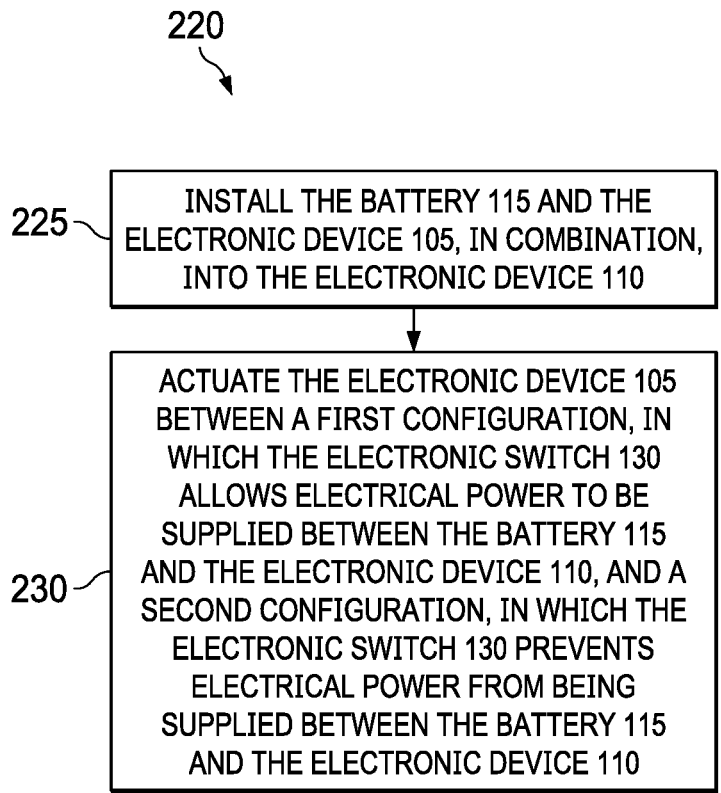 220
225
INSTALL THE BATTERY 115 AND THE
ELECTRONIC DEVICE 105, IN COMBINATION,
INTO THE ELECTRONIC DEVICE 110
230
ACTUATE THE ELECTRONIC DEVICE 105
BETWEEN A FIRST CONFIGURATION, IN
WHICH THE ELECTRONIC SWITCH 130
ALLOWS ELECTRICAL POWER TO BE
SUPPLIED BETWEEN THE BATTERY 115
AND THE ELECTRONIC DEVICE 110, AND A
SECOND CONFIGURATION, IN WHICH THE
ELECTRONIC SWITCH 130 PREVENTS
ELECTRICAL POWER FROM BEING
SUPPLIED BETWEEN THE BATTERY 115
AND THE ELECTRONIC DEVICE 110